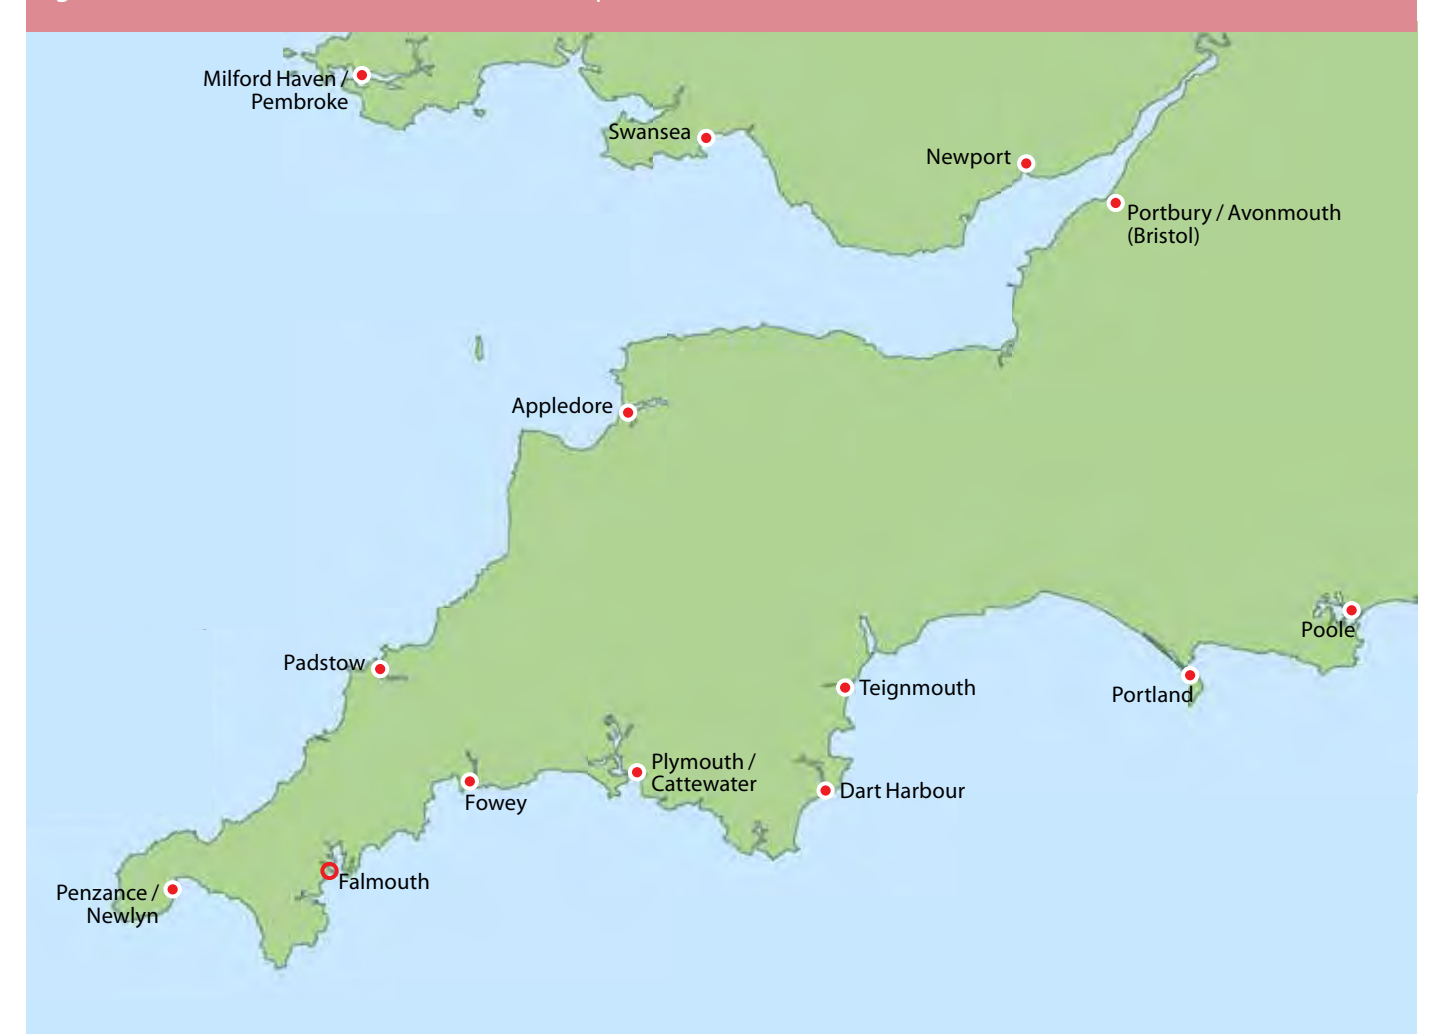 Milford Haven /
Pembroke
Swansea
Newport
Portbury / Avonmouth
(Bristol)
Appledore
Poole
Padstow
Teignmouth
Portland
Plymouth /
Cattewater
Dart Harbour
Fowey
Falmouth
Penzance /
Newlyn